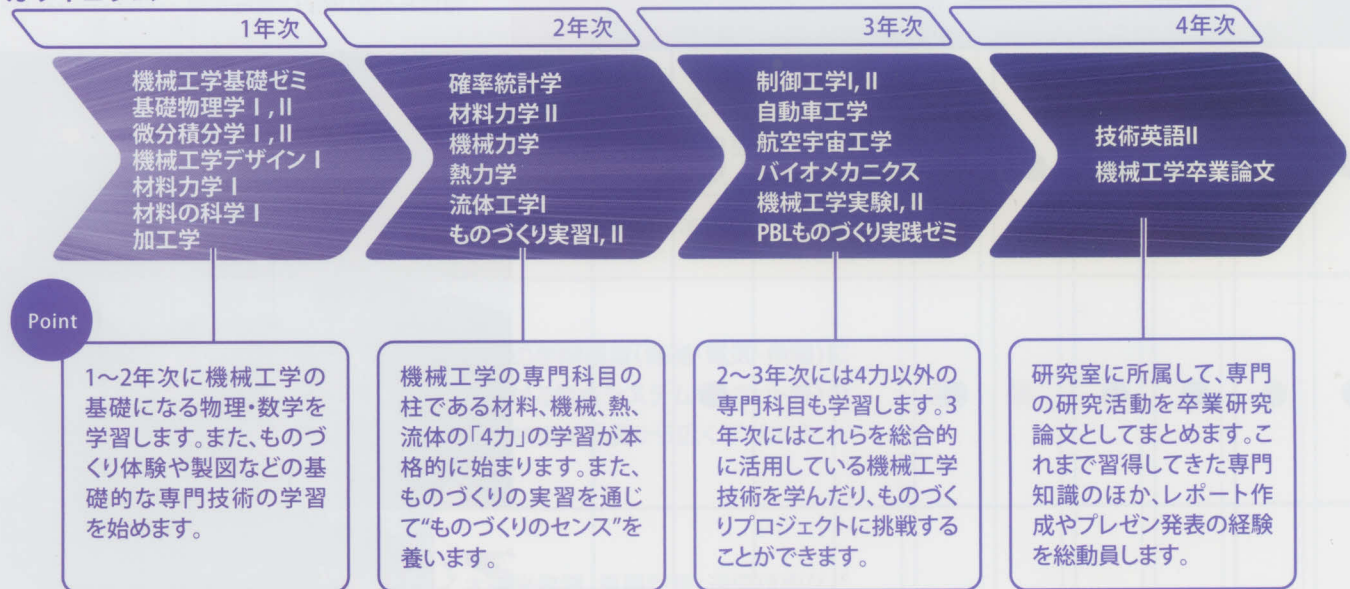 1年次
機械工学基礎ゼミ
基礎物理学 I , II
微分積分学 I , II
機械工学デザイン I
材料力学 I
材料の科学 I
加工学
2年次
確率統計学
材料力学 II
機械力学
熱力学
流体工学I
ものづくり実習I, II
3年次
制御工学I, II
自動車工学
航空宇宙工学
バイオメカニクス
機械工学実験I, II
PBLものづくり実践ゼミ
4年次
技術英語II
機械工学卒業論文
Point
1〜2年次に機械工学の
基礎になる物理・数学を
学習します。また、ものづ
くり体験や製図などの基
礎的な専門技術の学習
を始めます。
機械工学の専門科目の
柱である材料、機械、熱、
流体の「4力」の学習が本
格的に始まります。また、
ものづくりの実習を通じ
て“ものづくりのセンス”を
養います。
2〜3年次には4力以外の
専門科目も学習します。3
年次にはこれらを総合的
に活用している機械工学
技術を学んだり、ものづく
りプロジェクトに挑戦する
ことができます。
研究室に所属して、専門
の研究活動を卒業研究
論文としてまとめます。こ
れまで習得してきた専門
知識のほか、レポート作
成やプレゼン発表の経験
を総動員します。